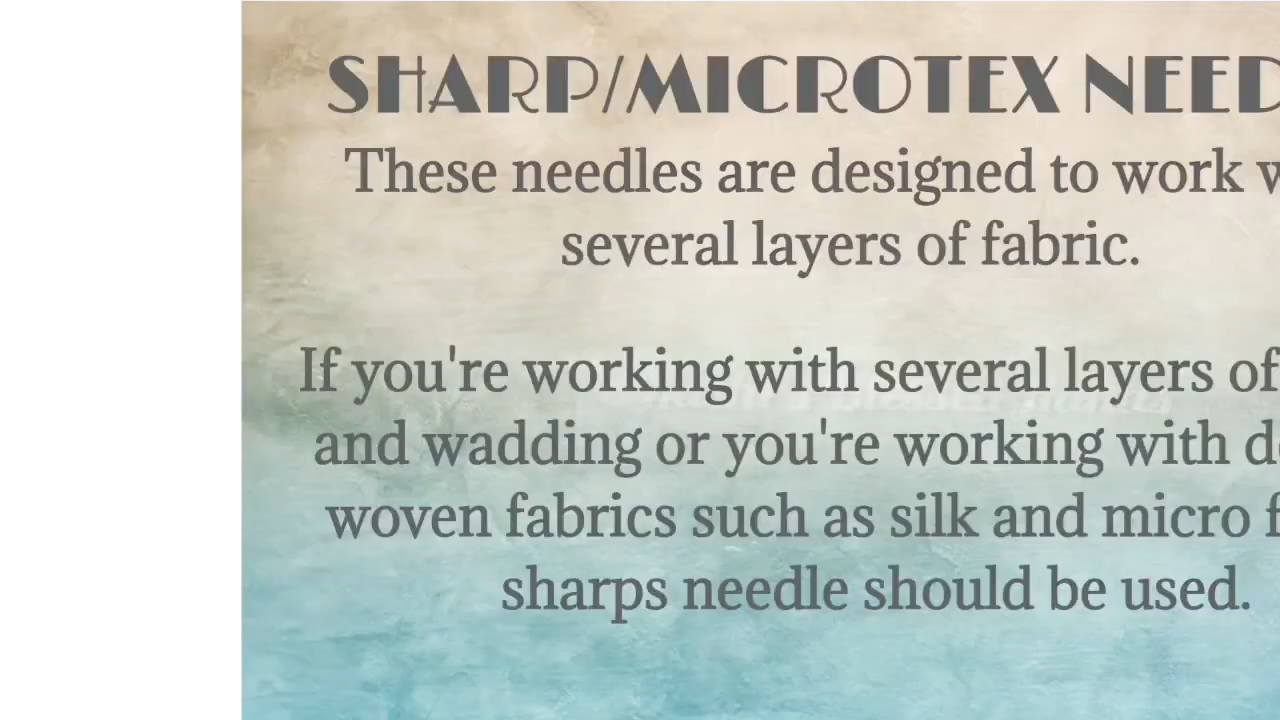 SHARP/MICROTEX NEED
These needles are designed to work w
several layers of fabric.
If you're working with several layers of
and wadding or you're working with d
woven fabrics such as silk and micro f
sharps needle should be used.